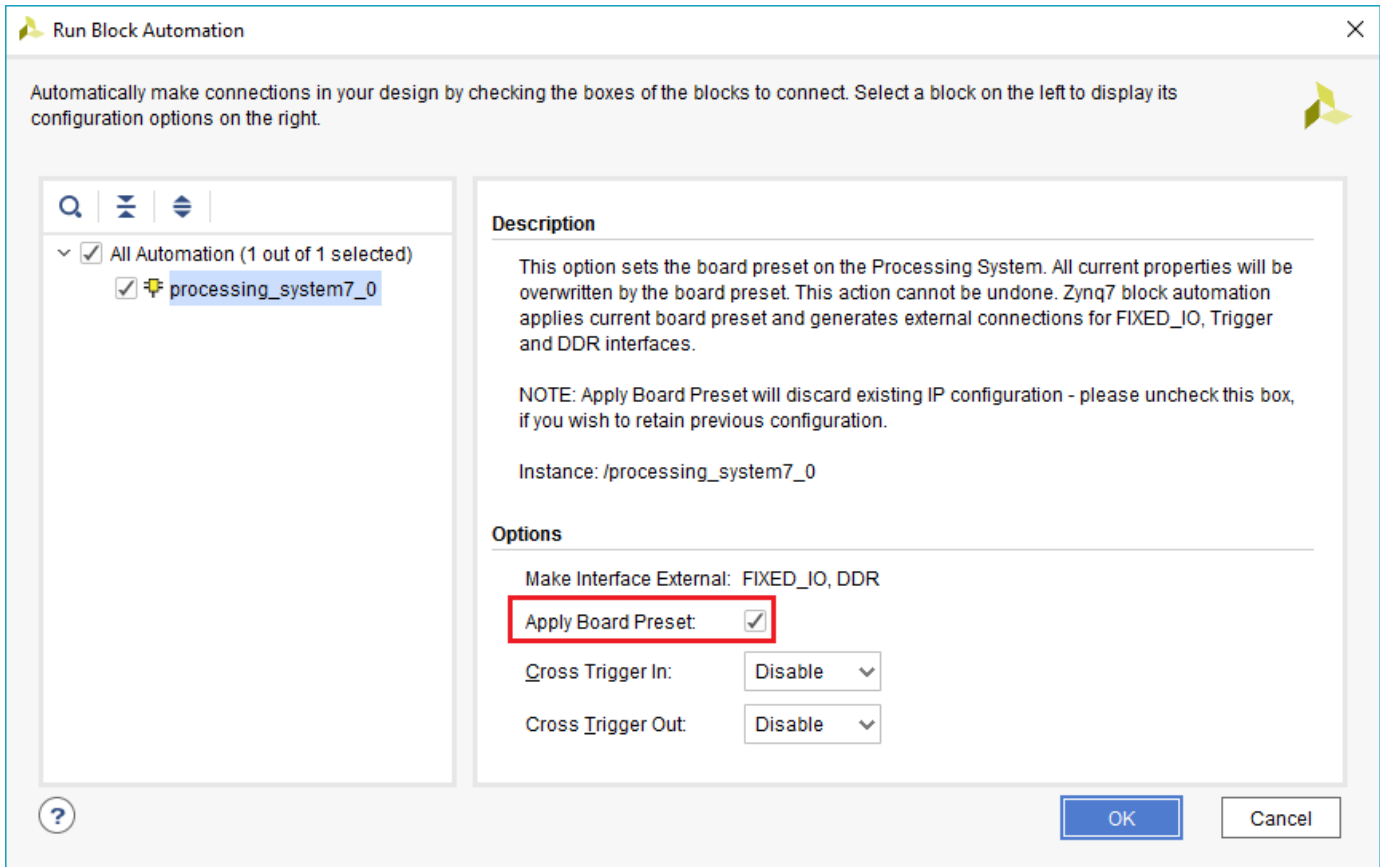 Run Block Automation
Automatically make connections in your design by checking the boxes of the blocks to connect. Select a block on the left to display its
configuration options on the right.
All Automation (1 out of 1 selected)
processing_system7_0
Description
This option sets the board preset on the Processing System. All current properties will be
overwritten by the board preset. This action cannot be undone. Zynq7 block automation
applies current board preset and generates external connections for FIXED_IO, Trigger
and DDR interfaces.
NOTE: Apply Board Preset will discard existing IP configuration - please uncheck this box,
if you wish to retain previous configuration.
Instance: /processing_system7_0
Options
Make Interface External: FIXED_IO, DDR
Apply Board Preset:
Cross Trigger In: Disable
Cross Trigger Out: Disable
? OK Cancel